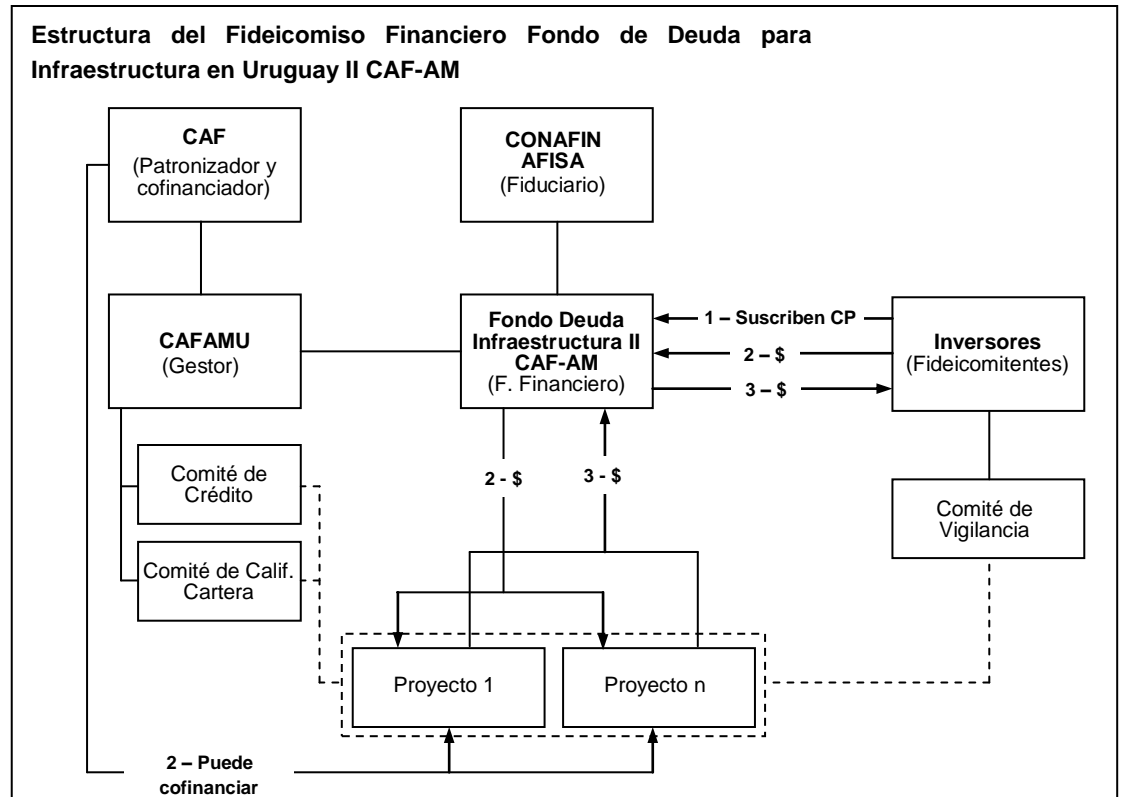 Estructura del Fideicomiso Financiero Fondo de Deuda para
Infraestructura en Uruguay II CAF-AM
CAF
(Patronizador y
cofinanciador)
CONAFIN
AFISA
(Fiduciario)
CAFAMU
(Gestor)
Fondo Deuda
Infraestructura II
CAF-AM
(F. Financiero)
1 – Suscriben CP
2 – $
3 – $
Inversores
(Fideicomitentes)
Comité de
Crédito
2 - $
3 - $
Comité de
Vigilancia
Comité de Calif.
Cartera
Proyecto 1
Proyecto n
2 – Puede
cofinanciar